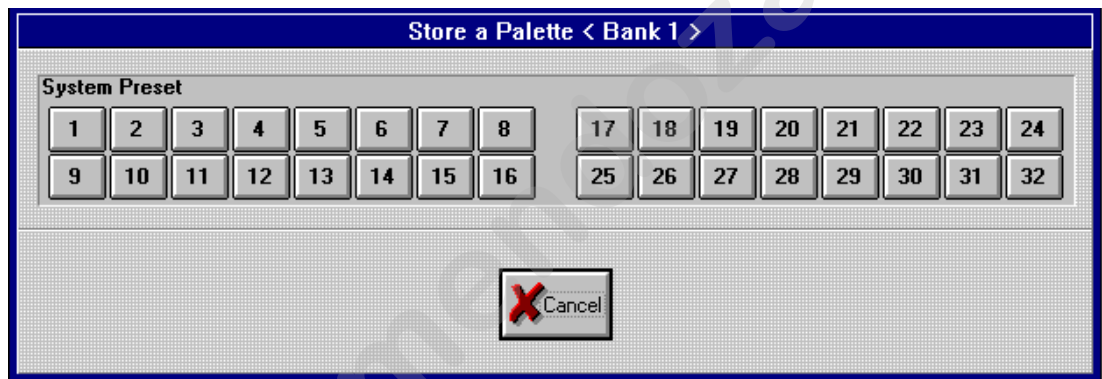 Store a Palette < Bank 1 >
System Preset
1 2 3 4 5 6 7 8 17 18 19 20 21 22 23 24
9 10 11 12 13 14 15 16 25 26 27 28 29 30 31 32
Cancel